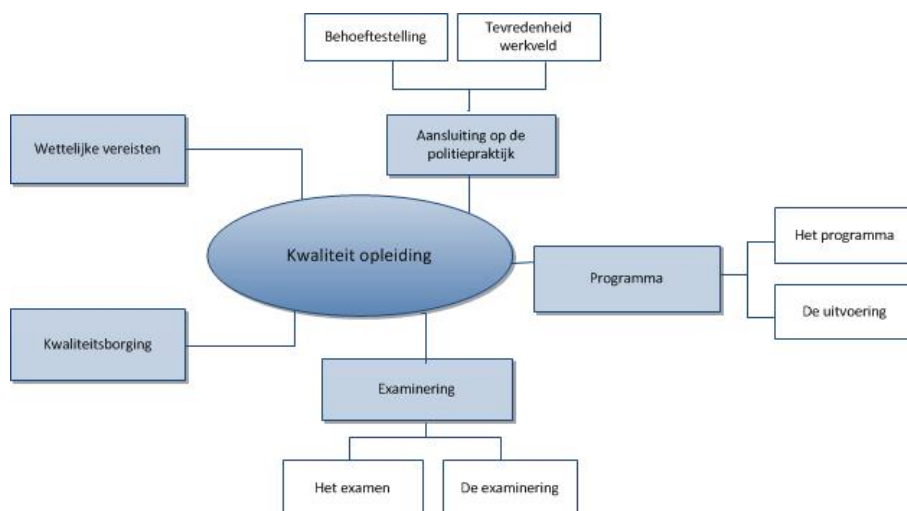 Behoeftestelling
Tevredenheid
werkveld
Wettelijke vereisten
Aansluiting op de
politiepraktijk
Kwaliteit opleiding
Het programma
Programma
De uitvoering
Kwaliteitsborging
Examinering
Het examen
De examinering